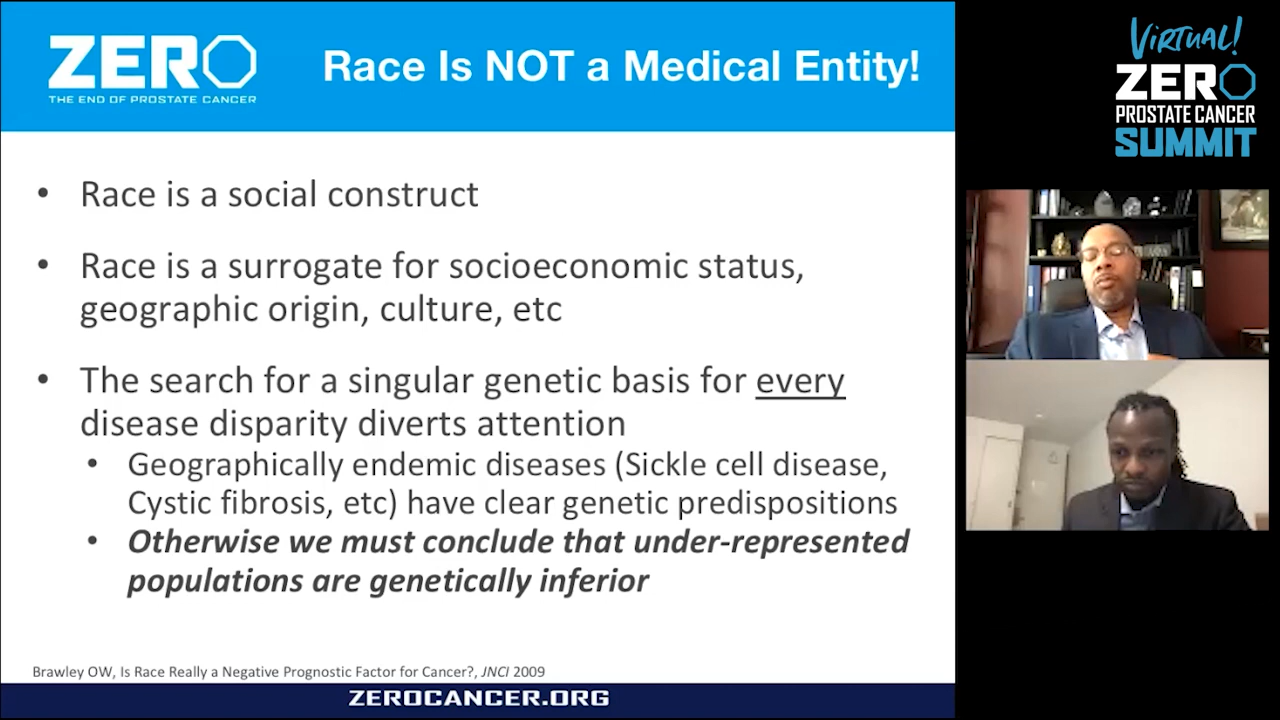 ZERO
THE END OF PROSTATE CANCER
Race Is NOT a Medical Entity!
• Race is a social construct
• Race is a surrogate for socioeconomic status,
geographic origin, culture, etc
• The search for a singular genetic basis for every
disease disparity diverts attention
• Geographically endemic diseases (Sickle cell disease,
Cystic fibrosis, etc) have clear genetic predispositions
• Otherwise we must conclude that under-represented
populations are genetically inferior
Brawley OW, Is Race Really a Negative Prognostic Factor for Cancer?, JNCI 2009
ZEROCANCER.ORG
VIRTUAL!
ZERO
PROSTATE CANCER
SUMMIT